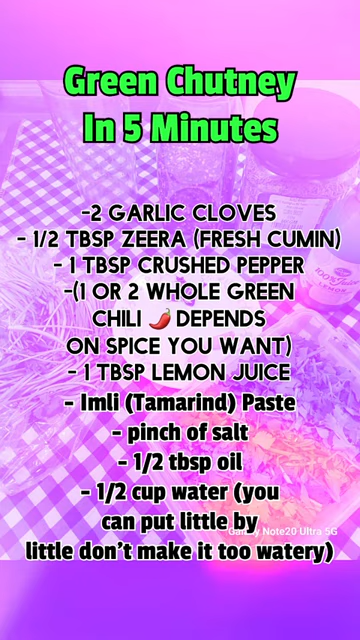 Green Chutney
In 5 Minutes
-2 GARLIC CLOVES
- 1/2 TBSP ZEERA (FRESH CUMIN)
- 1 TBSP CRUSHED PEPPER
-(1 OR 2 WHOLE GREEN
CHILI 🌶️ DEPENDS
ON SPICE YOU WANT)
- 1 TBSP LEMON JUICE
- Imli (Tamarind) Paste
- pinch of salt
- 1/2 tbsp oil
- 1/2 cup water (you
can put little by
little don't make it too watery)
100% Juice
LEMON
Note20 Ultra 5G